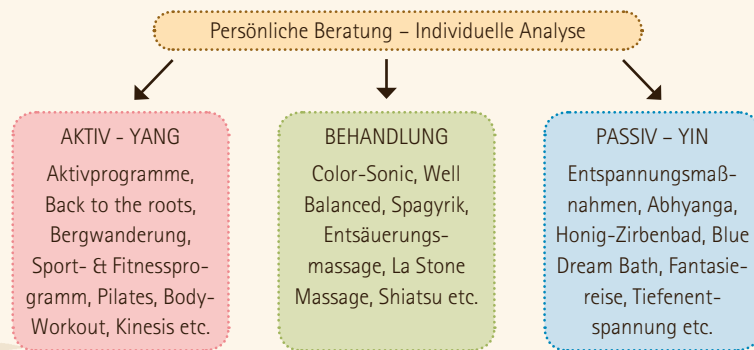 Persönliche Beratung – Individuelle Analyse
AKTIV - YANG
Aktivprogramme,
Back to the roots,
Bergwanderung,
Sport- & Fitnesspro-
gramm, Pilates, Body-
Workout, Kinesis etc.
BEHANDLUNG
Color-Sonic, Well
Balanced, Spagyrik,
Entsäuerungs-
massage, La Stone
Massage, Shiatsu etc.
PASSIV – YIN
Entspannungsmaß-
nahmen, Abhyanga,
Honig-Zirbenbad, Blue
Dream Bath, Fantasie-
reise, Tiefenent-
spannung etc.